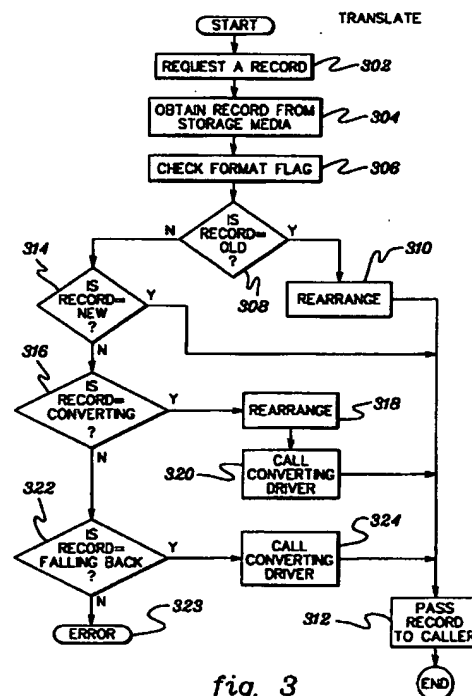 START
TRANSLATE
REQUEST A RECORD
302
OBTAIN RECORD FROM
STORAGE MEDIA
304
CHECK FORMAT FLAG
306
N
IS
RECORD=
OLD
?
Y
308
310
REARRANGE
314
IS
RECORD=
NEW
?
Y
N
316
IS
RECORD=
CONVERTING
?
Y
REARRANGE
318
N
320
CALL
CONVERTING
DRIVER
322
IS
RECORD=
FALLING BACK
?
Y
324
CALL
CONVERTING
DRIVER
N
ERROR
323
312
PASS
RECORD
TO CALLER
END
fig. 3